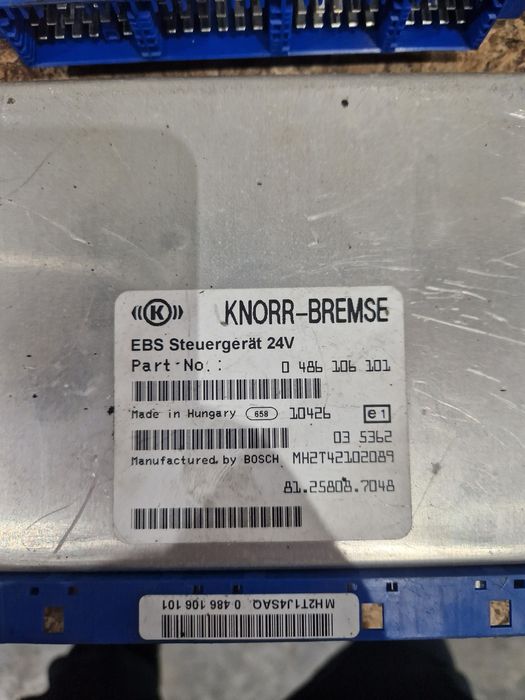 K KNORR-BREMSE
EBS Steuergerät 24V
Part-No.: 0 486 106 101
Made in Hungary 658 10426 e1
03 5362
Manufactured by BOSCH MH2T42102089
81.25808.7048
MH2T1J4SAQ 0 486 106 101